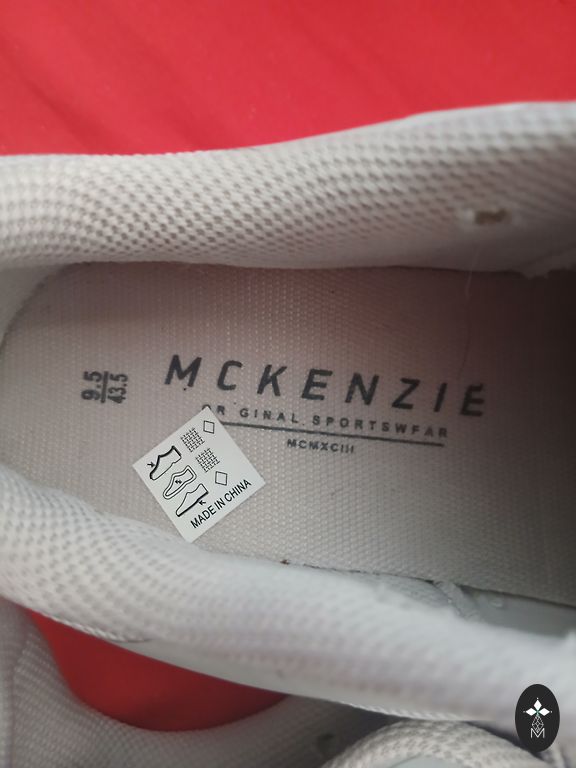 9.5
43.5
MCKENZIE
OR GINAL SPORTSWFAR
MCMXCIII
MADE IN CHINA
M